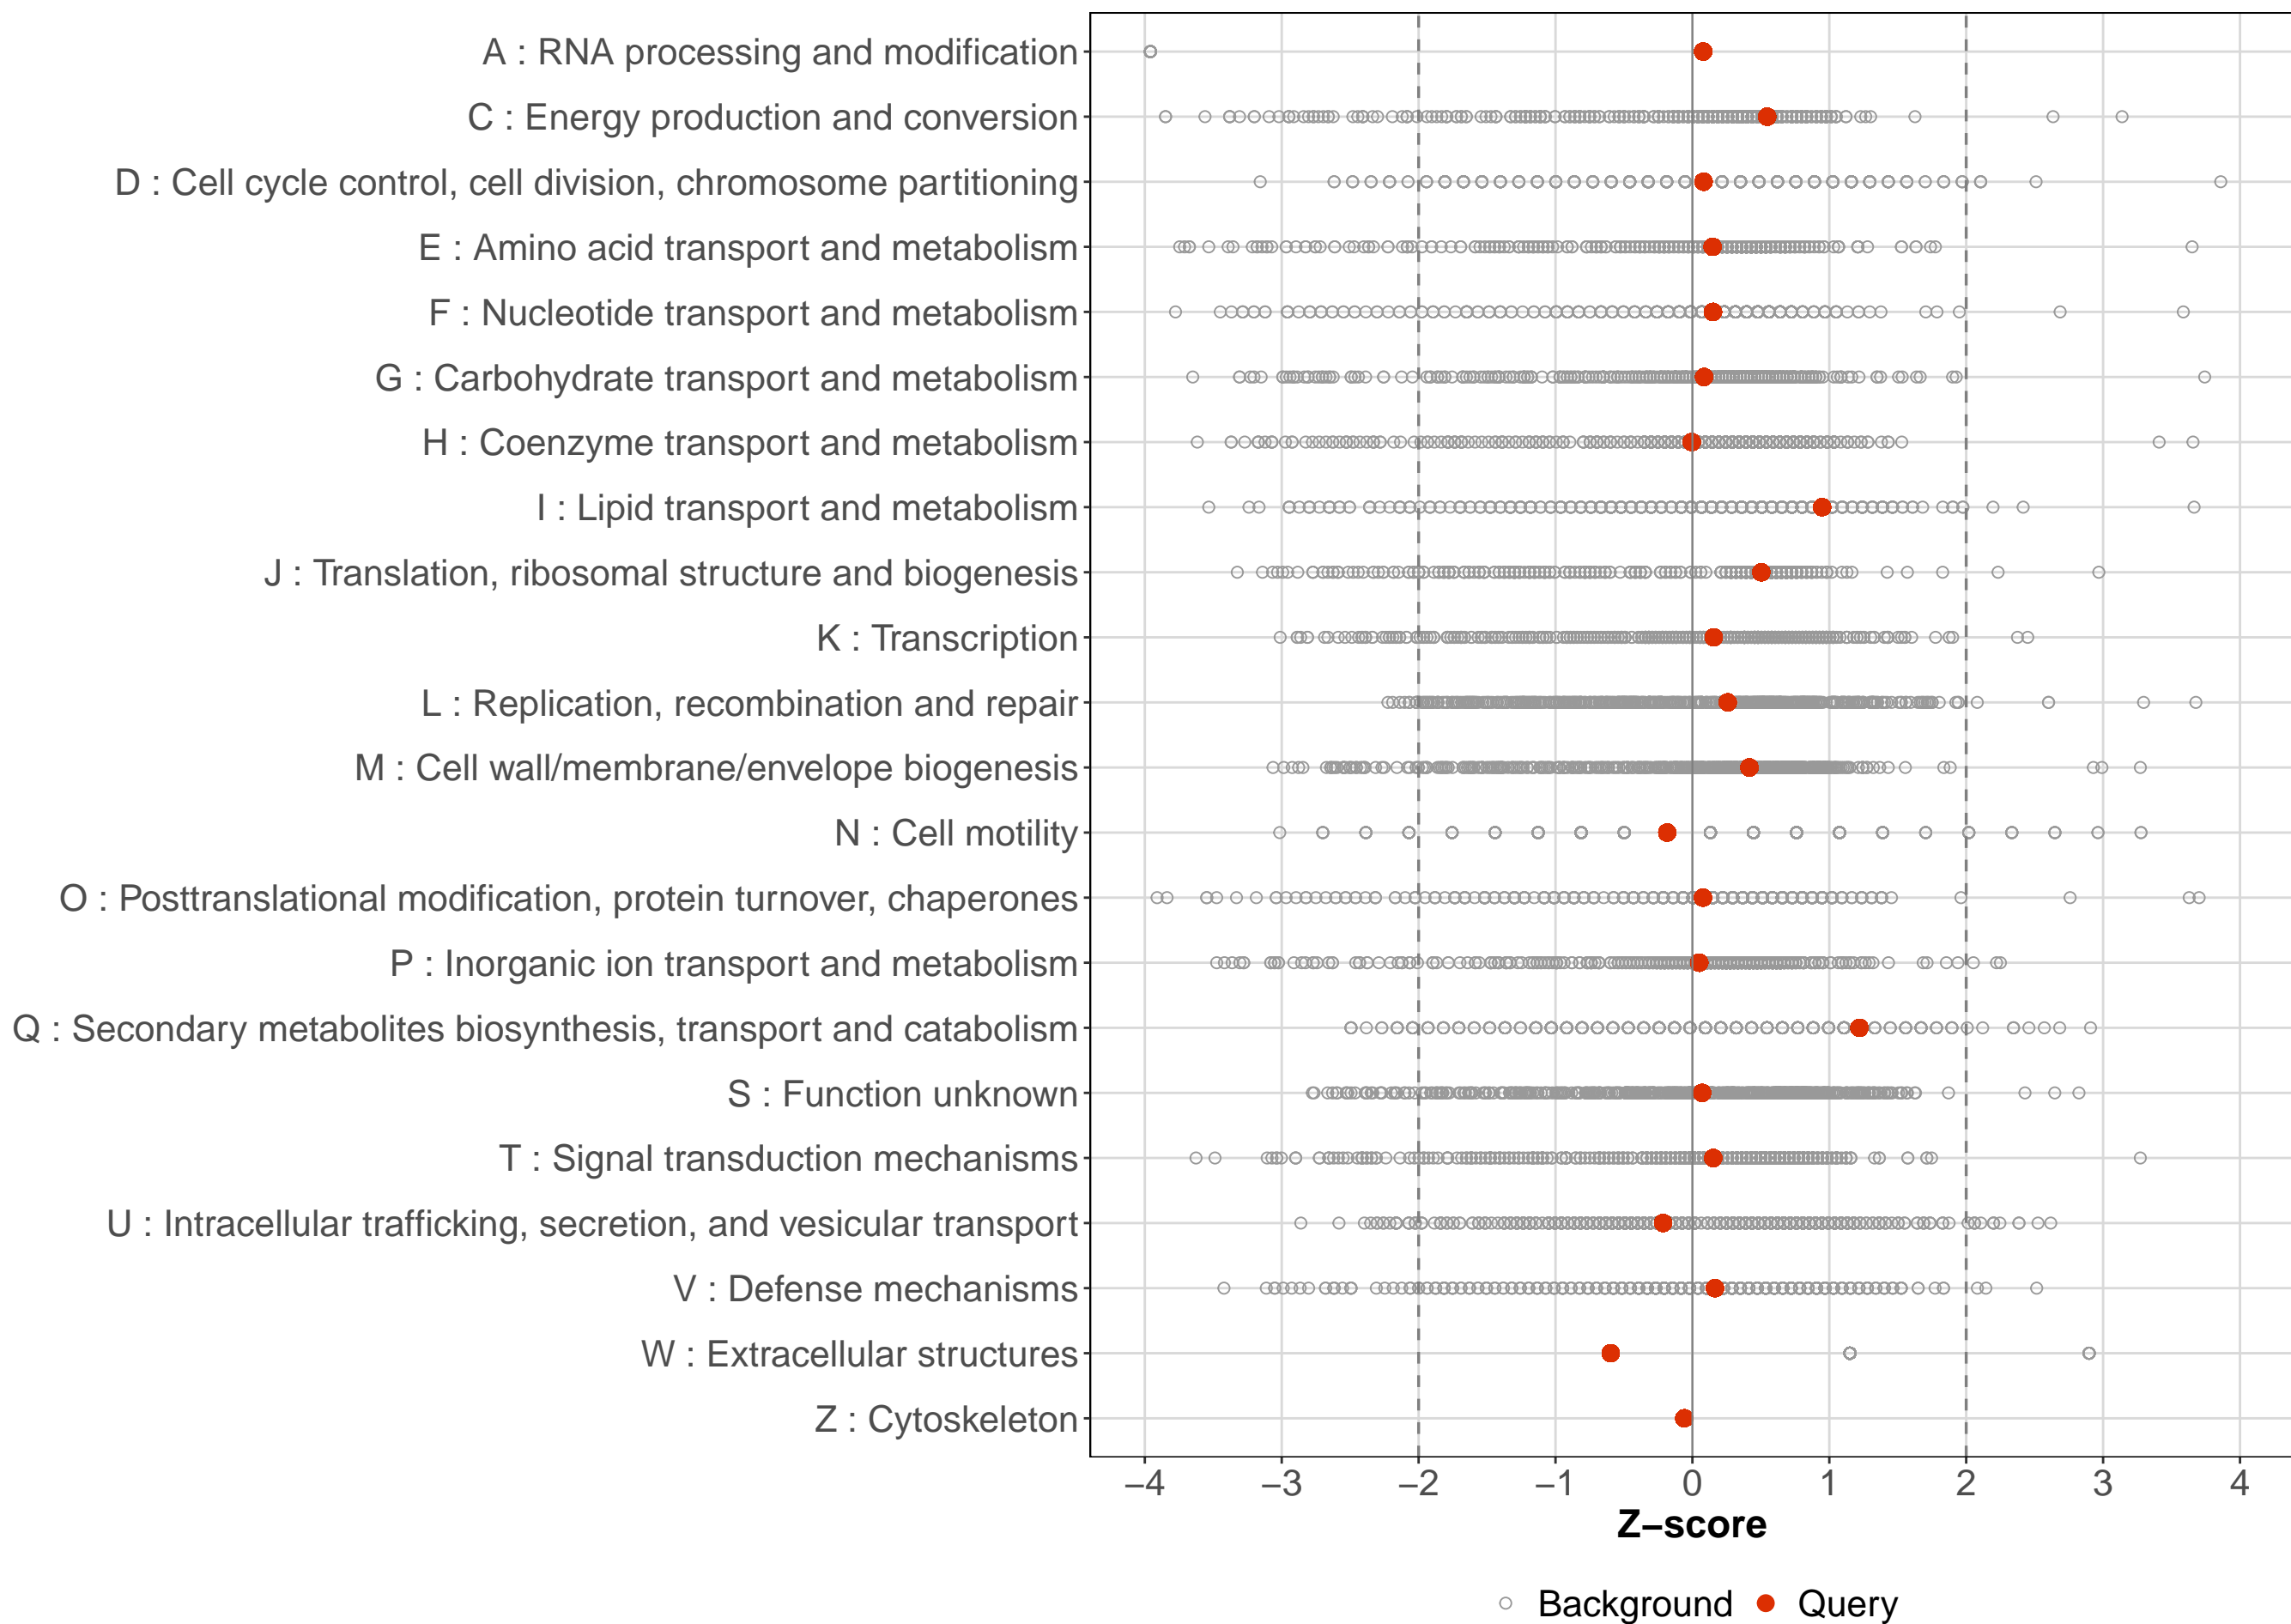 A : RNA processing and modification
C : Energy production and conversion
D : Cell cycle control, cell division, chromosome partitioning
E : Amino acid transport and metabolism
F : Nucleotide transport and metabolism
G : Carbohydrate transport and metabolism
H : Coenzyme transport and metabolism
I : Lipid transport and metabolism
J : Translation, ribosomal structure and biogenesis
K : Transcription
L : Replication, recombination and repair
M : Cell wall/membrane/envelope biogenesis
N : Cell motility
O : Posttranslational modification, protein turnover, chaperones
P : Inorganic ion transport and metabolism
Q : Secondary metabolites biosynthesis, transport and catabolism
S : Function unknown
T : Signal transduction mechanisms
U : Intracellular trafficking, secretion, and vesicular transport
V : Defense mechanisms
W : Extracellular structures
Z : Cytoskeleton
−4 −3 −2 −1 0 1 2 3 4
Z−score
Background Query